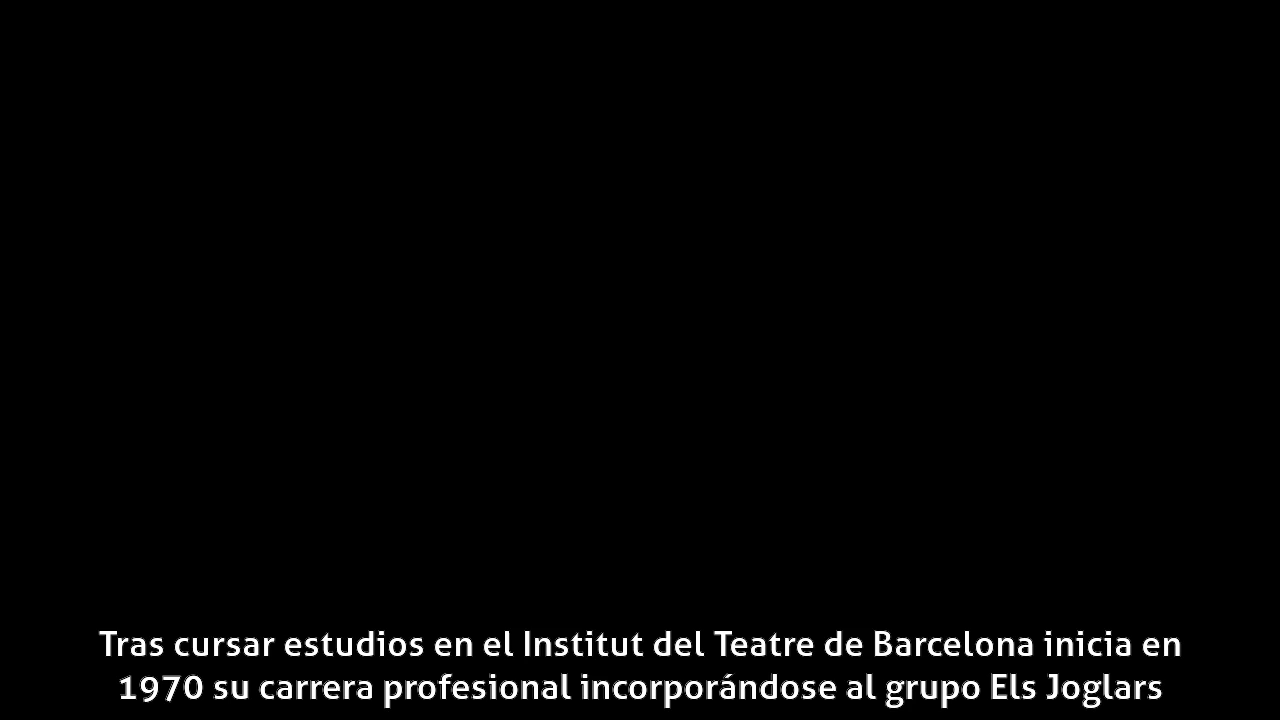 Tras cursar estudios en el Institut del Teatre de Barcelona inicia en
1970 su carrera profesional incorporándose al grupo Els Joglars